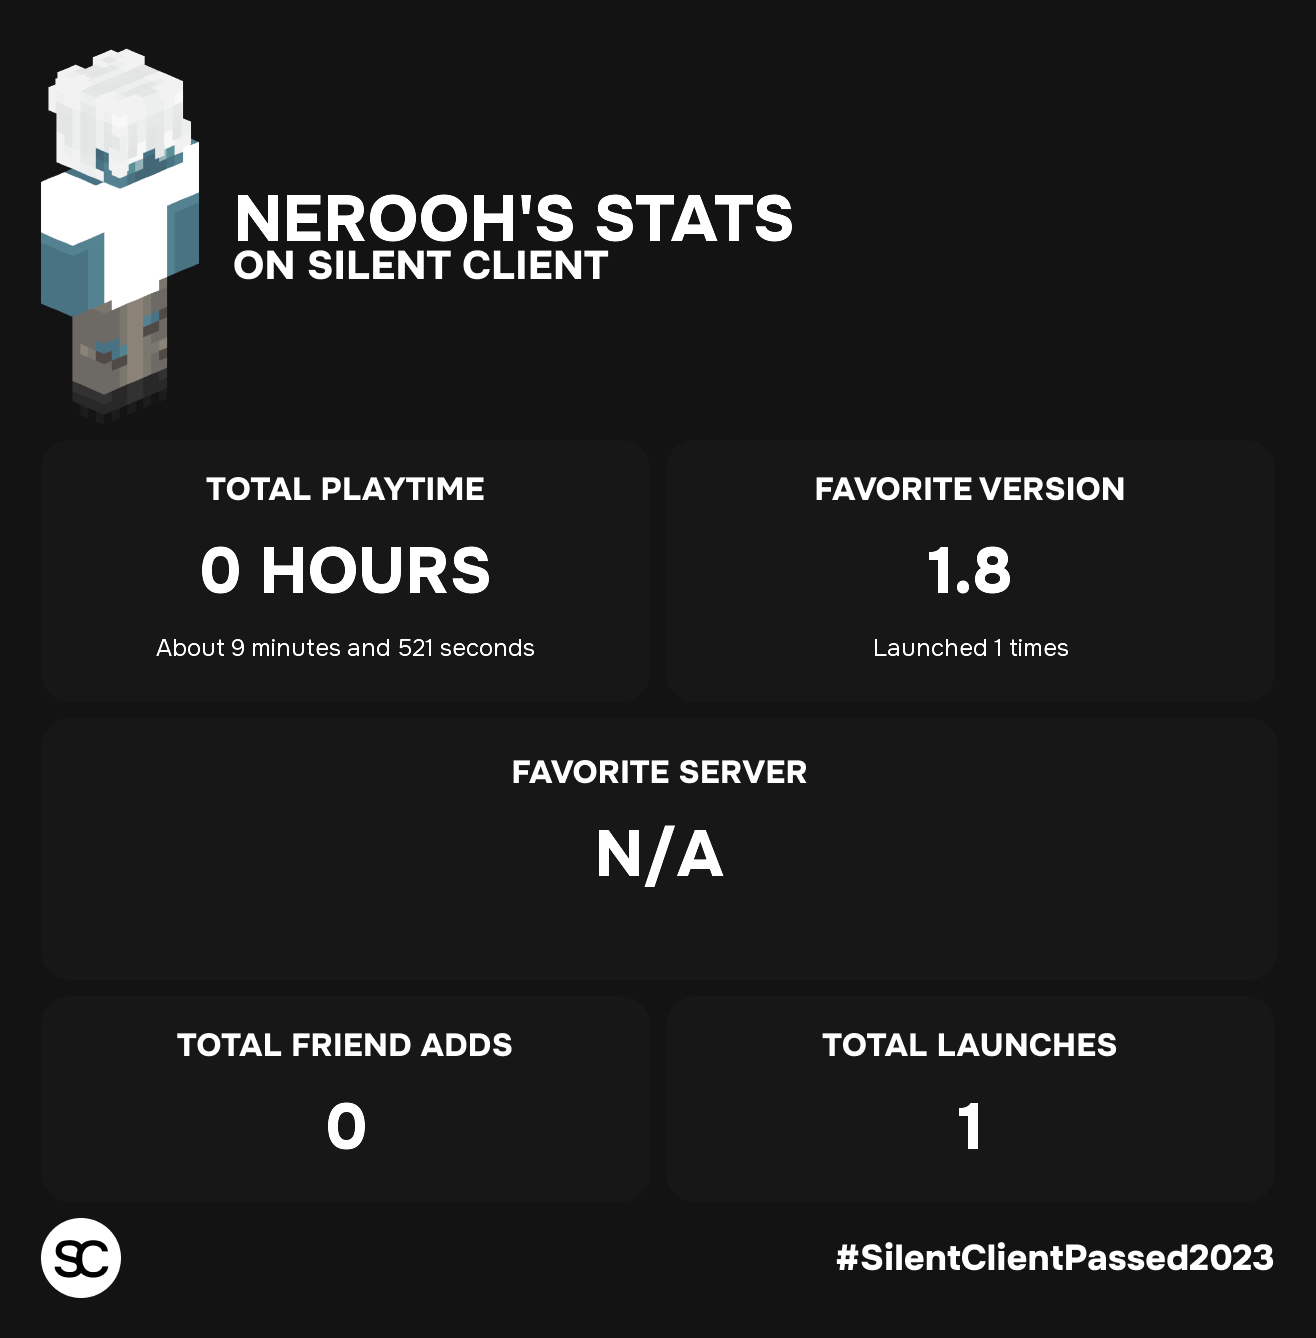 NEROOH'S STATS
ON SILENT CLIENT
TOTAL PLAYTIME
0 HOURS
About 9 minutes and 521 seconds
FAVORITE VERSION
1.8
Launched 1 times
FAVORITE SERVER
N/A
TOTAL FRIEND ADDS
0
TOTAL LAUNCHES
1
SC
#SilentClientPassed2023